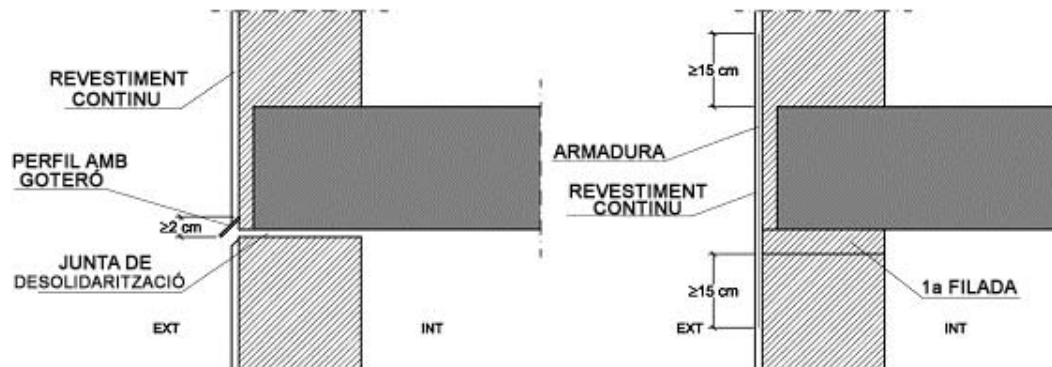 REVESTIMENT
CONTINU
PERFIL AMB
GOTERÓ
≥2 cm
JUNTA DE
DESOLIDARITZACIÓ
EXT
INT
≥15 cm
ARMADURA
REVESTIMENT
CONTINU
≥15 cm
1a FILADA
EXT
INT